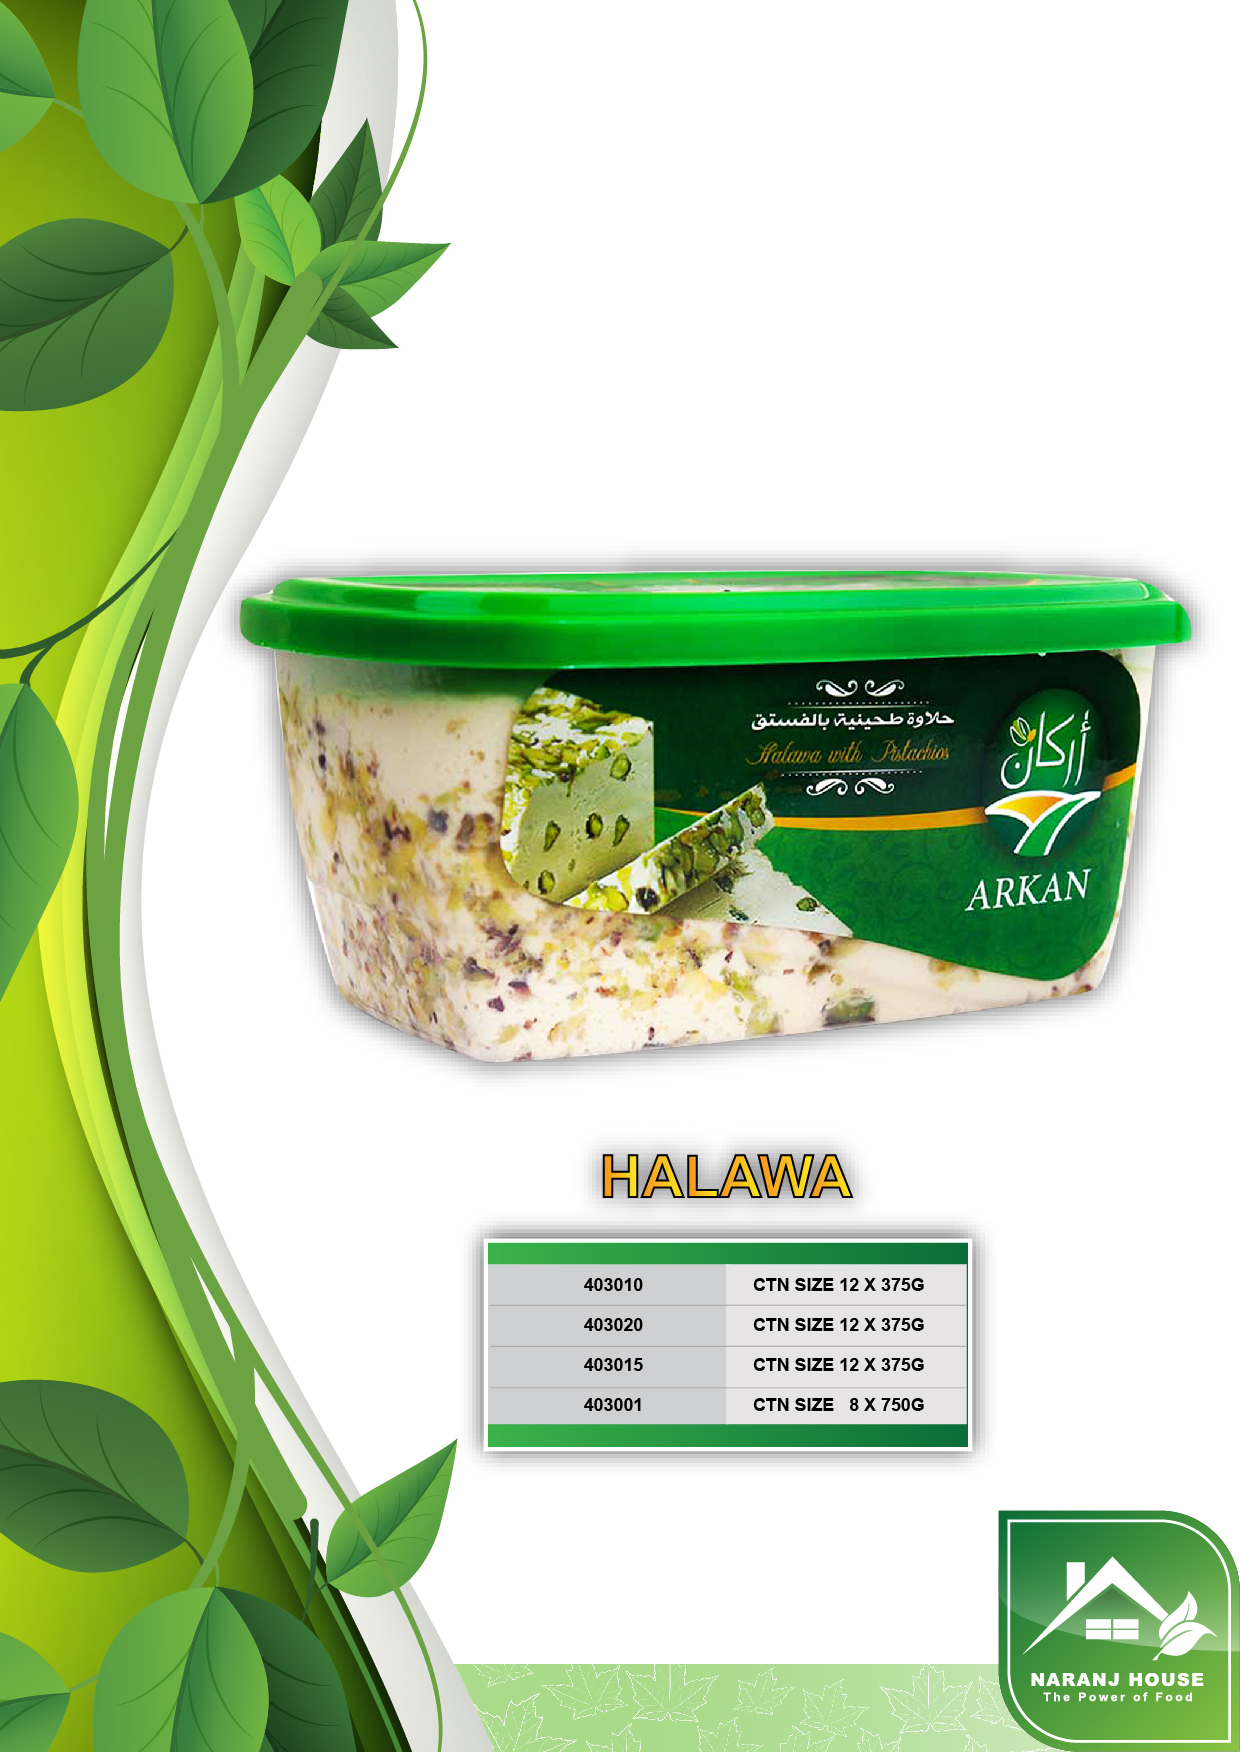 حلاوة طحينية بالفستق
Halawa with Pistachios
أركان
ARKAN
HALAWA
403010 CTN SIZE 12 X 375G
403020 CTN SIZE 12 X 375G
403015 CTN SIZE 12 X 375G
403001 CTN SIZE 8 X 750G
NARANJ HOUSE
The Power of Food